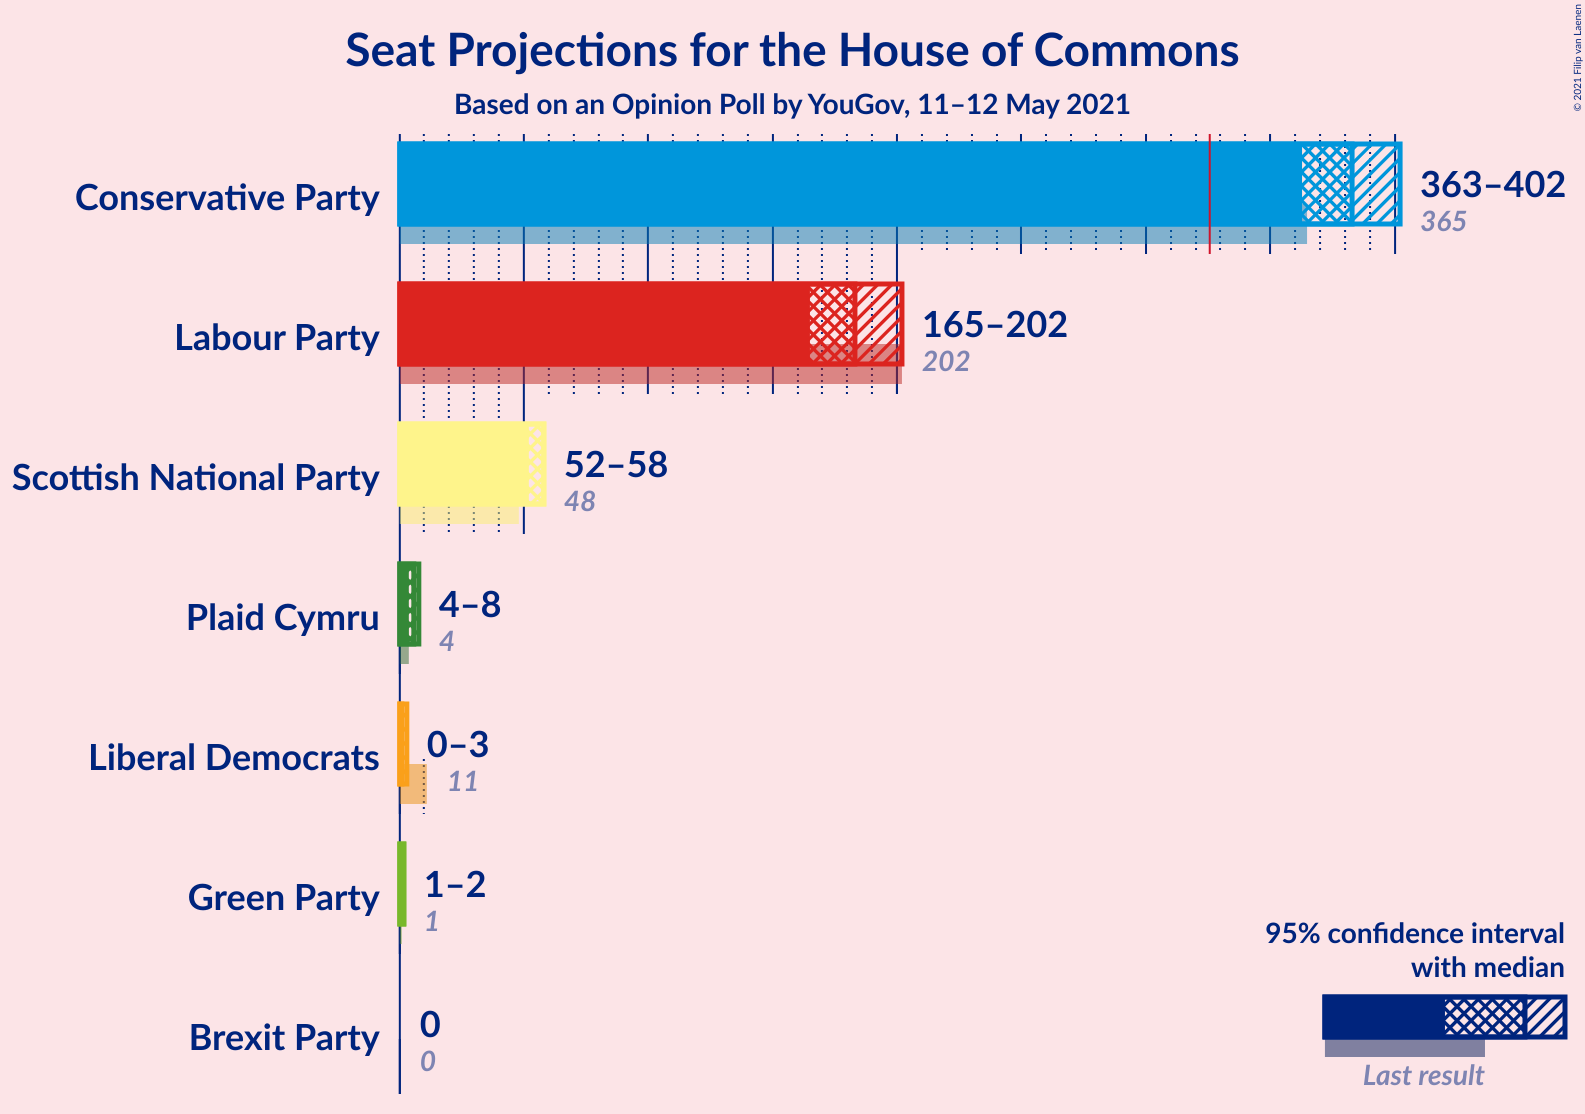 Seat Projections for the House of Commons
Based on an Opinion Poll by YouGov, 11–12 May 2021
© 2021 Filip van Laenen
Conservative Party
363–402
365
Labour Party
165–202
202
Scottish National Party
52–58
48
Plaid Cymru
4–8
4
Liberal Democrats
0–3
11
Green Party
1–2
1
Brexit Party
0
0
95% confidence interval
with median
Last result